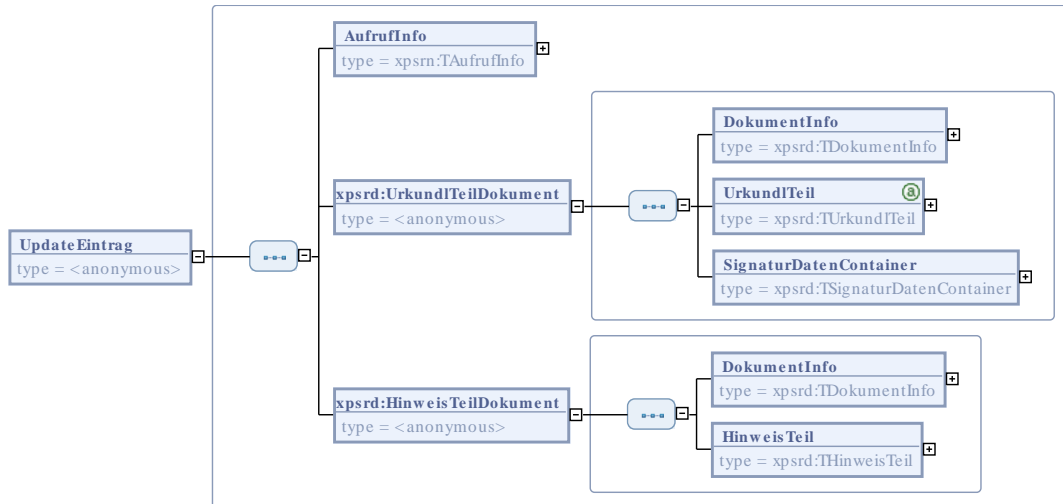 AufrufInfo
type = xpsrn:TAufrufInfo
DokumentInfo
type = xpsrd:TDokumentInfo
xpsrd:UrkundlTeilDokument
type = <anonymous>
UrkundlTeil
a
type = xpsrd:TUrkundlTeil
UpdateEintrag
type = <anonymous>
SignaturDatenContainer
type = xpsrd:TSignaturDatenContainer
DokumentInfo
type = xpsrd:TDokumentInfo
xpsrd:HinweisTeilDokument
type = <anonymous>
HinweisTeil
type = xpsrd:THinweisTeil